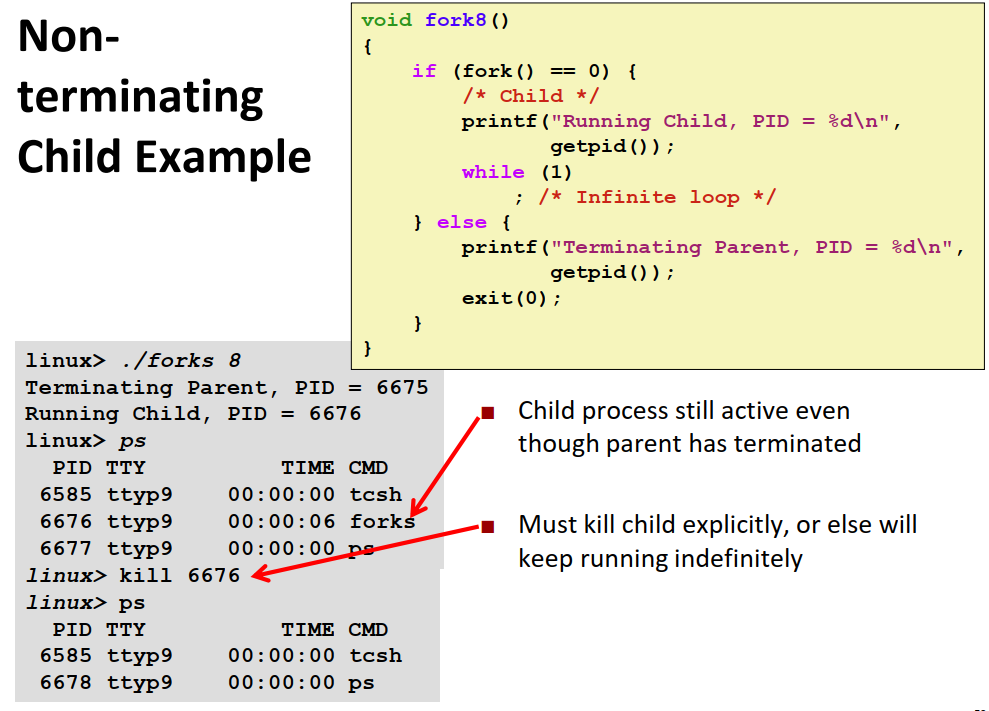 Non-
terminating
Child Example
void fork8()
{
    if (fork() == 0) {
        /* Child */
        printf("Running Child, PID = %d\n",
               getpid());
        while (1)
            ; /* Infinite loop */
    } else {
        printf("Terminating Parent, PID = %d\n",
               getpid());
        exit(0);
    }
}
linux> ./forks 8
Terminating Parent, PID = 6675
Running Child, PID = 6676
linux> ps
  PID TTY          TIME CMD
 6585 ttyp9    00:00:00 tcsh
 6676 ttyp9    00:00:06 forks
 6677 ttyp9    00:00:00 ps
linux> kill 6676
linux> ps
  PID TTY          TIME CMD
 6585 ttyp9    00:00:00 tcsh
 6678 ttyp9    00:00:00 ps
Child process still active even
though parent has terminated
Must kill child explicitly, or else will
keep running indefinitely